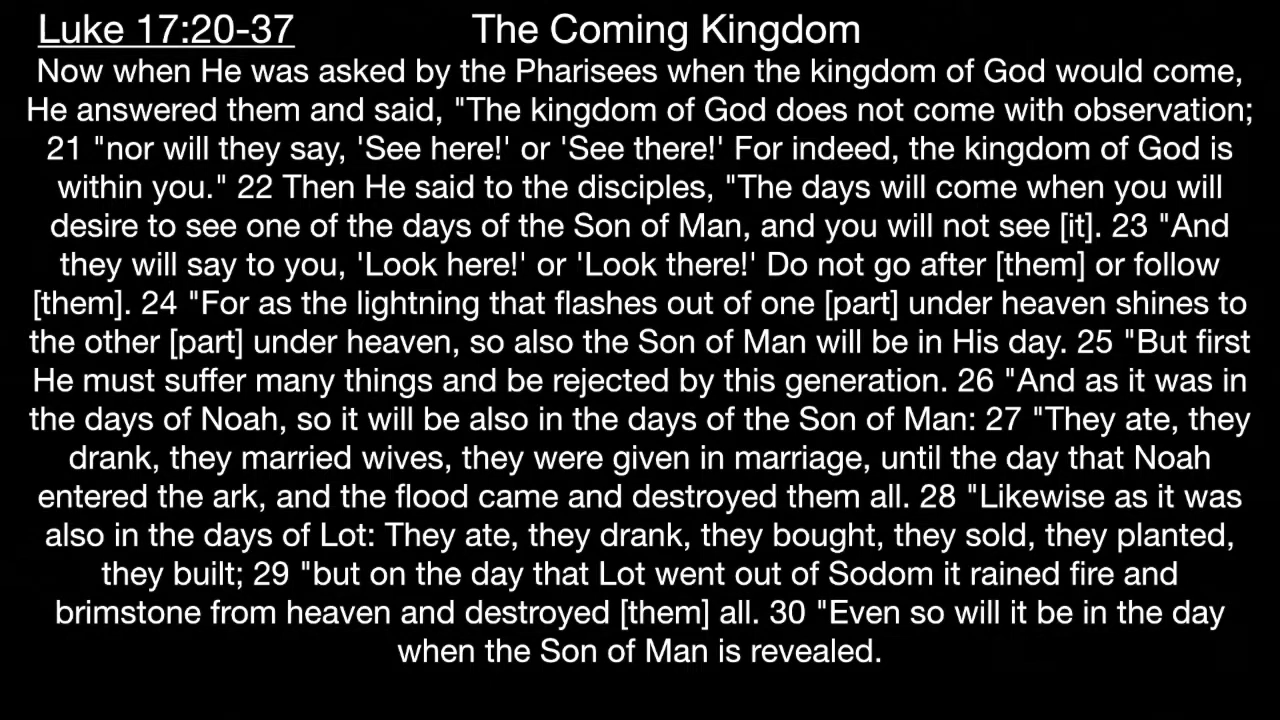 Luke 17:20-37 The Coming Kingdom
Now when He was asked by the Pharisees when the kingdom of God would come,
He answered them and said, "The kingdom of God does not come with observation;
21 "nor will they say, 'See here!' or 'See there!' For indeed, the kingdom of God is
within you." 22 Then He said to the disciples, "The days will come when you will
desire to see one of the days of the Son of Man, and you will not see [it]. 23 "And
they will say to you, 'Look here!' or 'Look there!' Do not go after [them] or follow
[them]. 24 "For as the lightning that flashes out of one [part] under heaven shines to
the other [part] under heaven, so also the Son of Man will be in His day. 25 "But first
He must suffer many things and be rejected by this generation. 26 "And as it was in
the days of Noah, so it will be also in the days of the Son of Man: 27 "They ate, they
drank, they married wives, they were given in marriage, until the day that Noah
entered the ark, and the flood came and destroyed them all. 28 "Likewise as it was
also in the days of Lot: They ate, they drank, they bought, they sold, they planted,
they built; 29 "but on the day that Lot went out of Sodom it rained fire and
brimstone from heaven and destroyed [them] all. 30 "Even so will it be in the day
when the Son of Man is revealed.